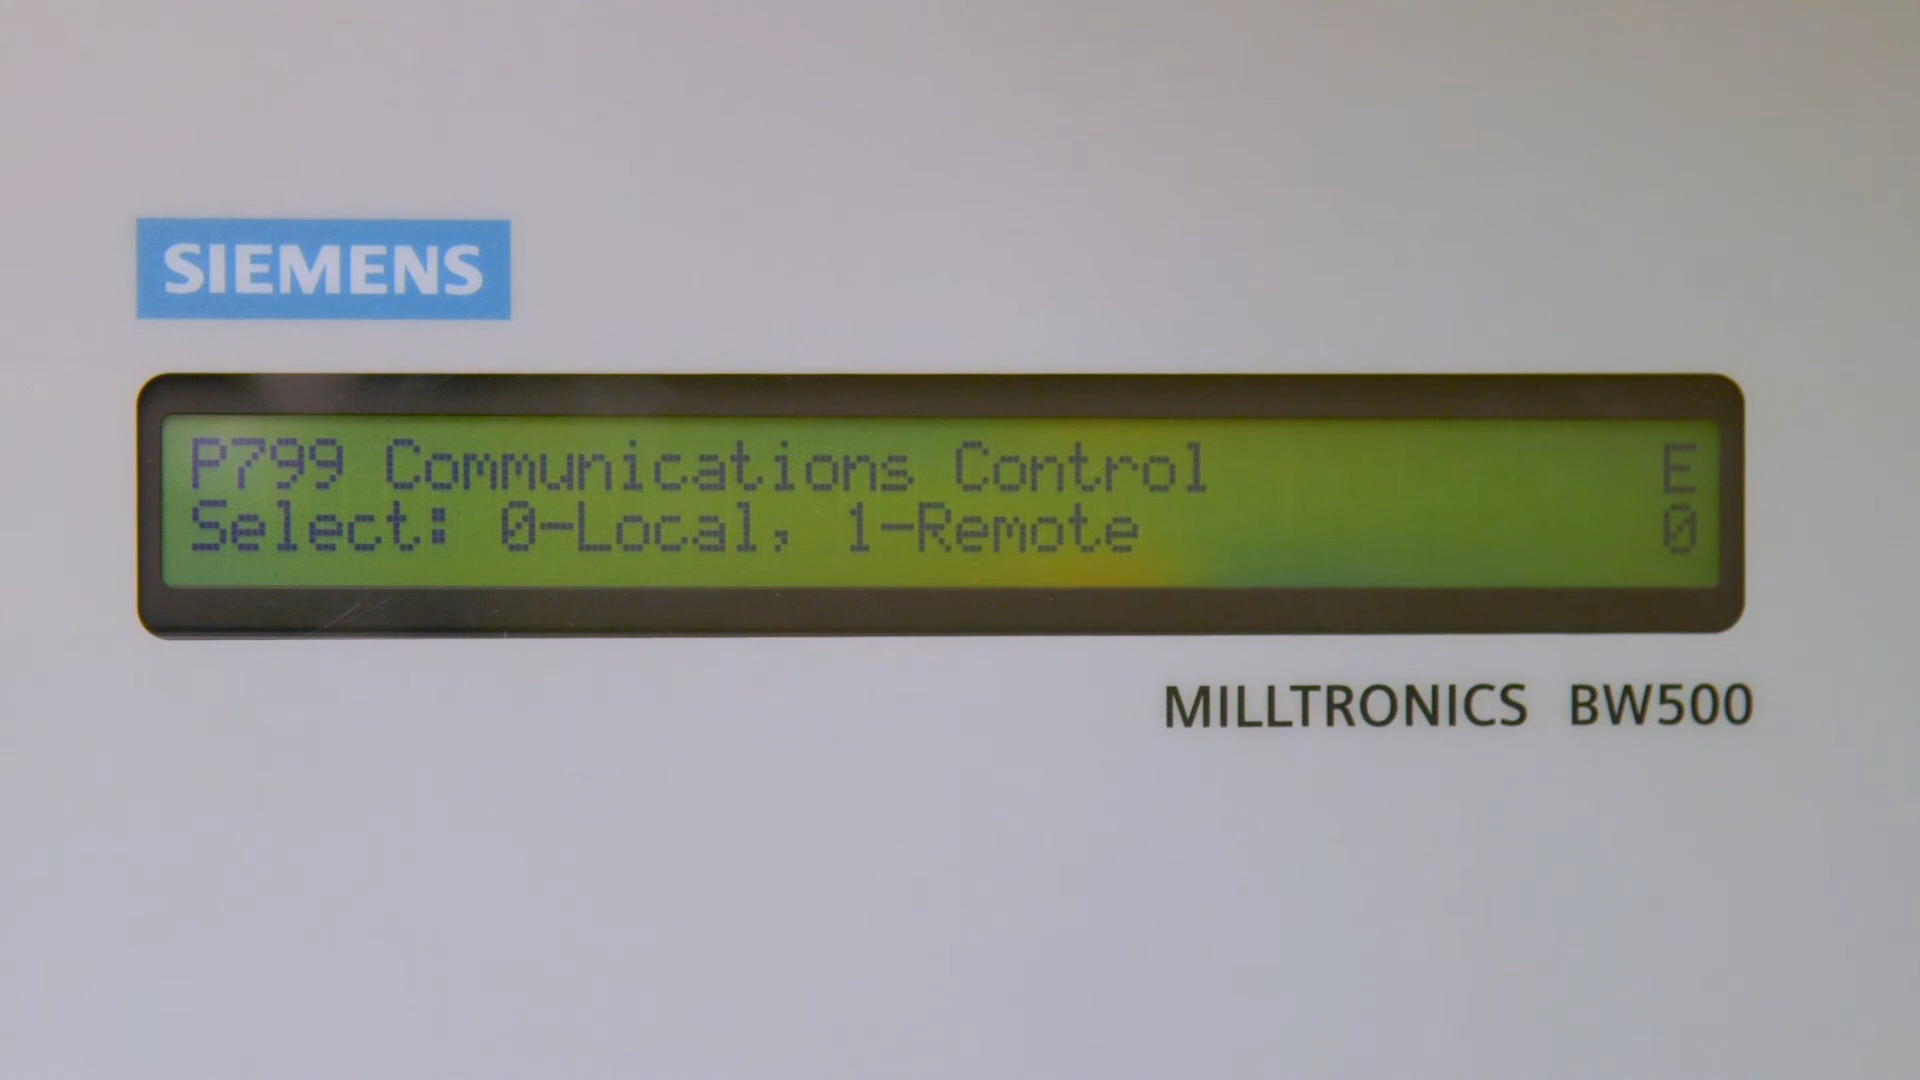 SIEMENS
P799 Communications Control E
Select: 0-Local, 1-Remote 0
MILLTRONICS BW500